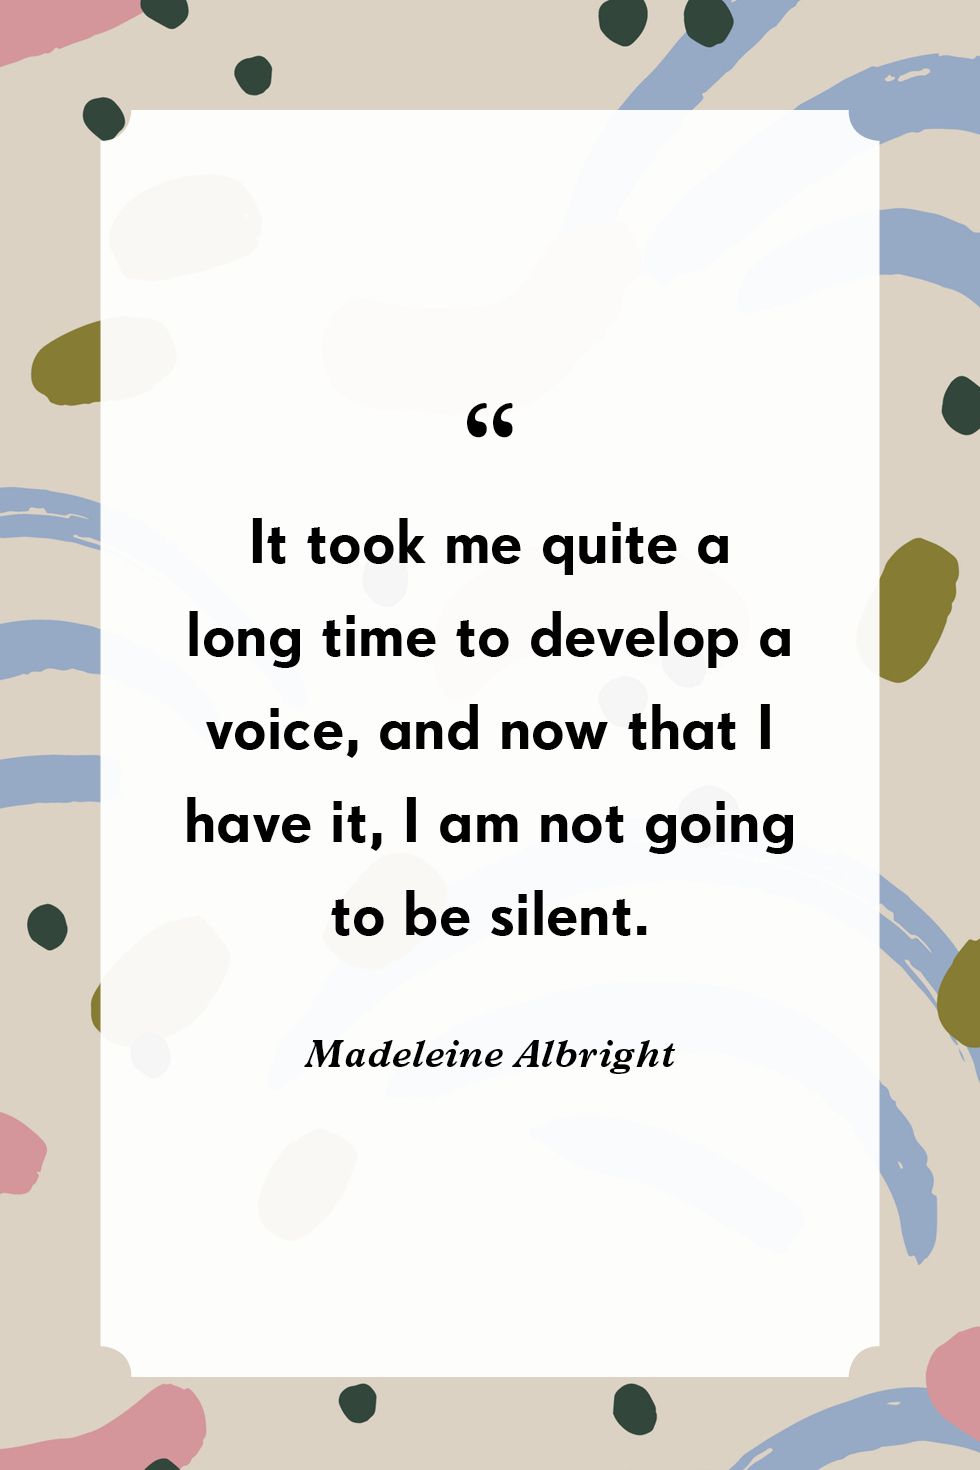 “
It took me quite a
long time to develop a
voice, and now that I
have it, I am not going
to be silent.
Madeleine Albright